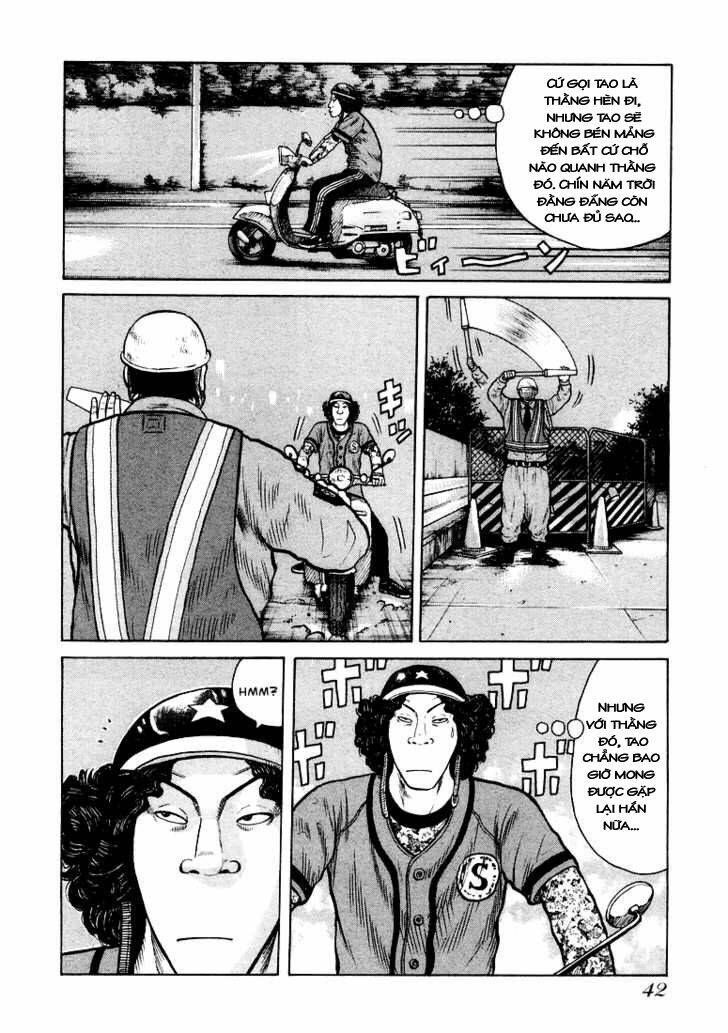 CỨ GỌI TAO LÀ
THẰNG HÈN ĐI,
NHƯNG TAO SẼ
KHÔNG BÉN MẢNG
ĐẾN BẤT CỨ CHỖ
NÀO QUANH THẰNG
ĐÓ. CHÍN NĂM TRỜI
ĐẰNG ĐẴNG CÒN
CHƯA ĐỦ SAO...
ビィーン
キッ
HMM?
ボボボボ
$
NHƯNG
VỚI THẰNG
ĐÓ, TAO
CHẲNG BAO
GIỜ MONG
ĐƯỢC GẶP
LẠI HẮN
NỮA...
42